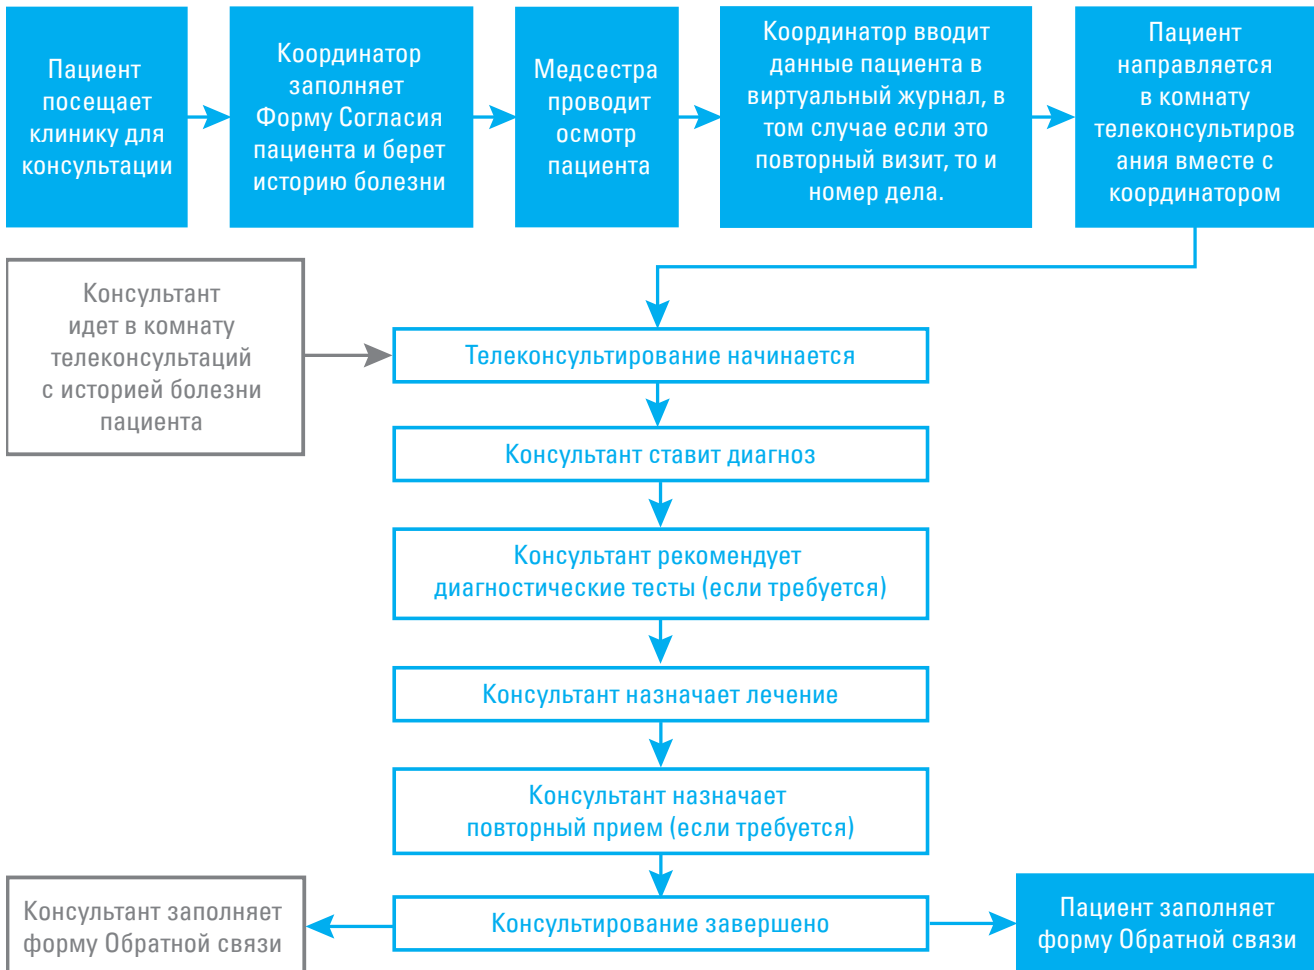 Пациент
посещает
клинику для
консультации
Координатор
заполняет
Форму Согласия
пациента и берет
историю болезни
Медсестра
проводит
осмотр
пациента
Координатор вводит
данные пациента в
виртуальный журнал, в
том случае если это
повторный визит, то и
номер дела.
Пациент
направляется
в комнату
телеконсультиров
ания вместе с
координатором
Консультант
идет в комнату
телеконсультаций
с историей болезни
пациента
Телеконсультирование начинается
Консультант ставит диагноз
Консультант рекомендует
диагностические тесты (если требуется)
Консультант назначает лечение
Консультант назначает
повторный прием (если требуется)
Консультант заполняет
форму Обратной связи
Консультирование завершено
Пациент заполняет
форму Обратной связи